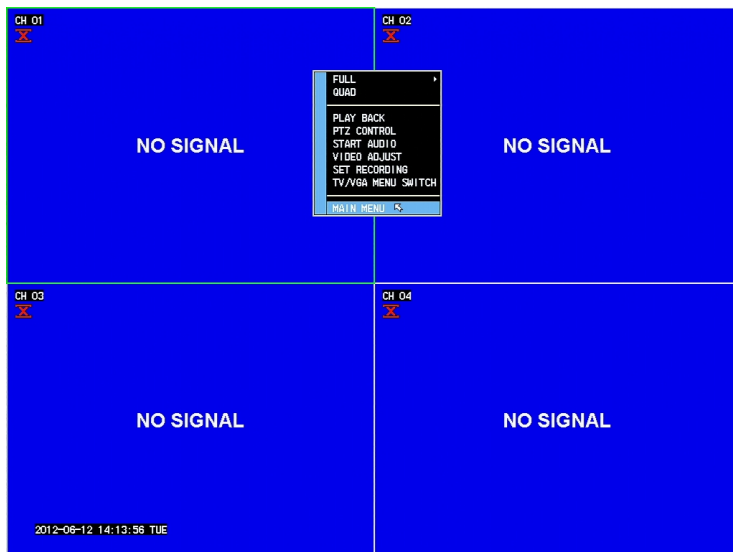 CH 01
CH 02
NO SIGNAL
NO SIGNAL
FULL
QUAD
PLAY BACK
PTZ CONTROL
START AUDIO
VIDEO ADJUST
SET RECORDING
TV/VGA MENU SWITCH
MAIN MENU
CH 03
CH 04
NO SIGNAL
NO SIGNAL
2012-06-12 14:13:56 TUE